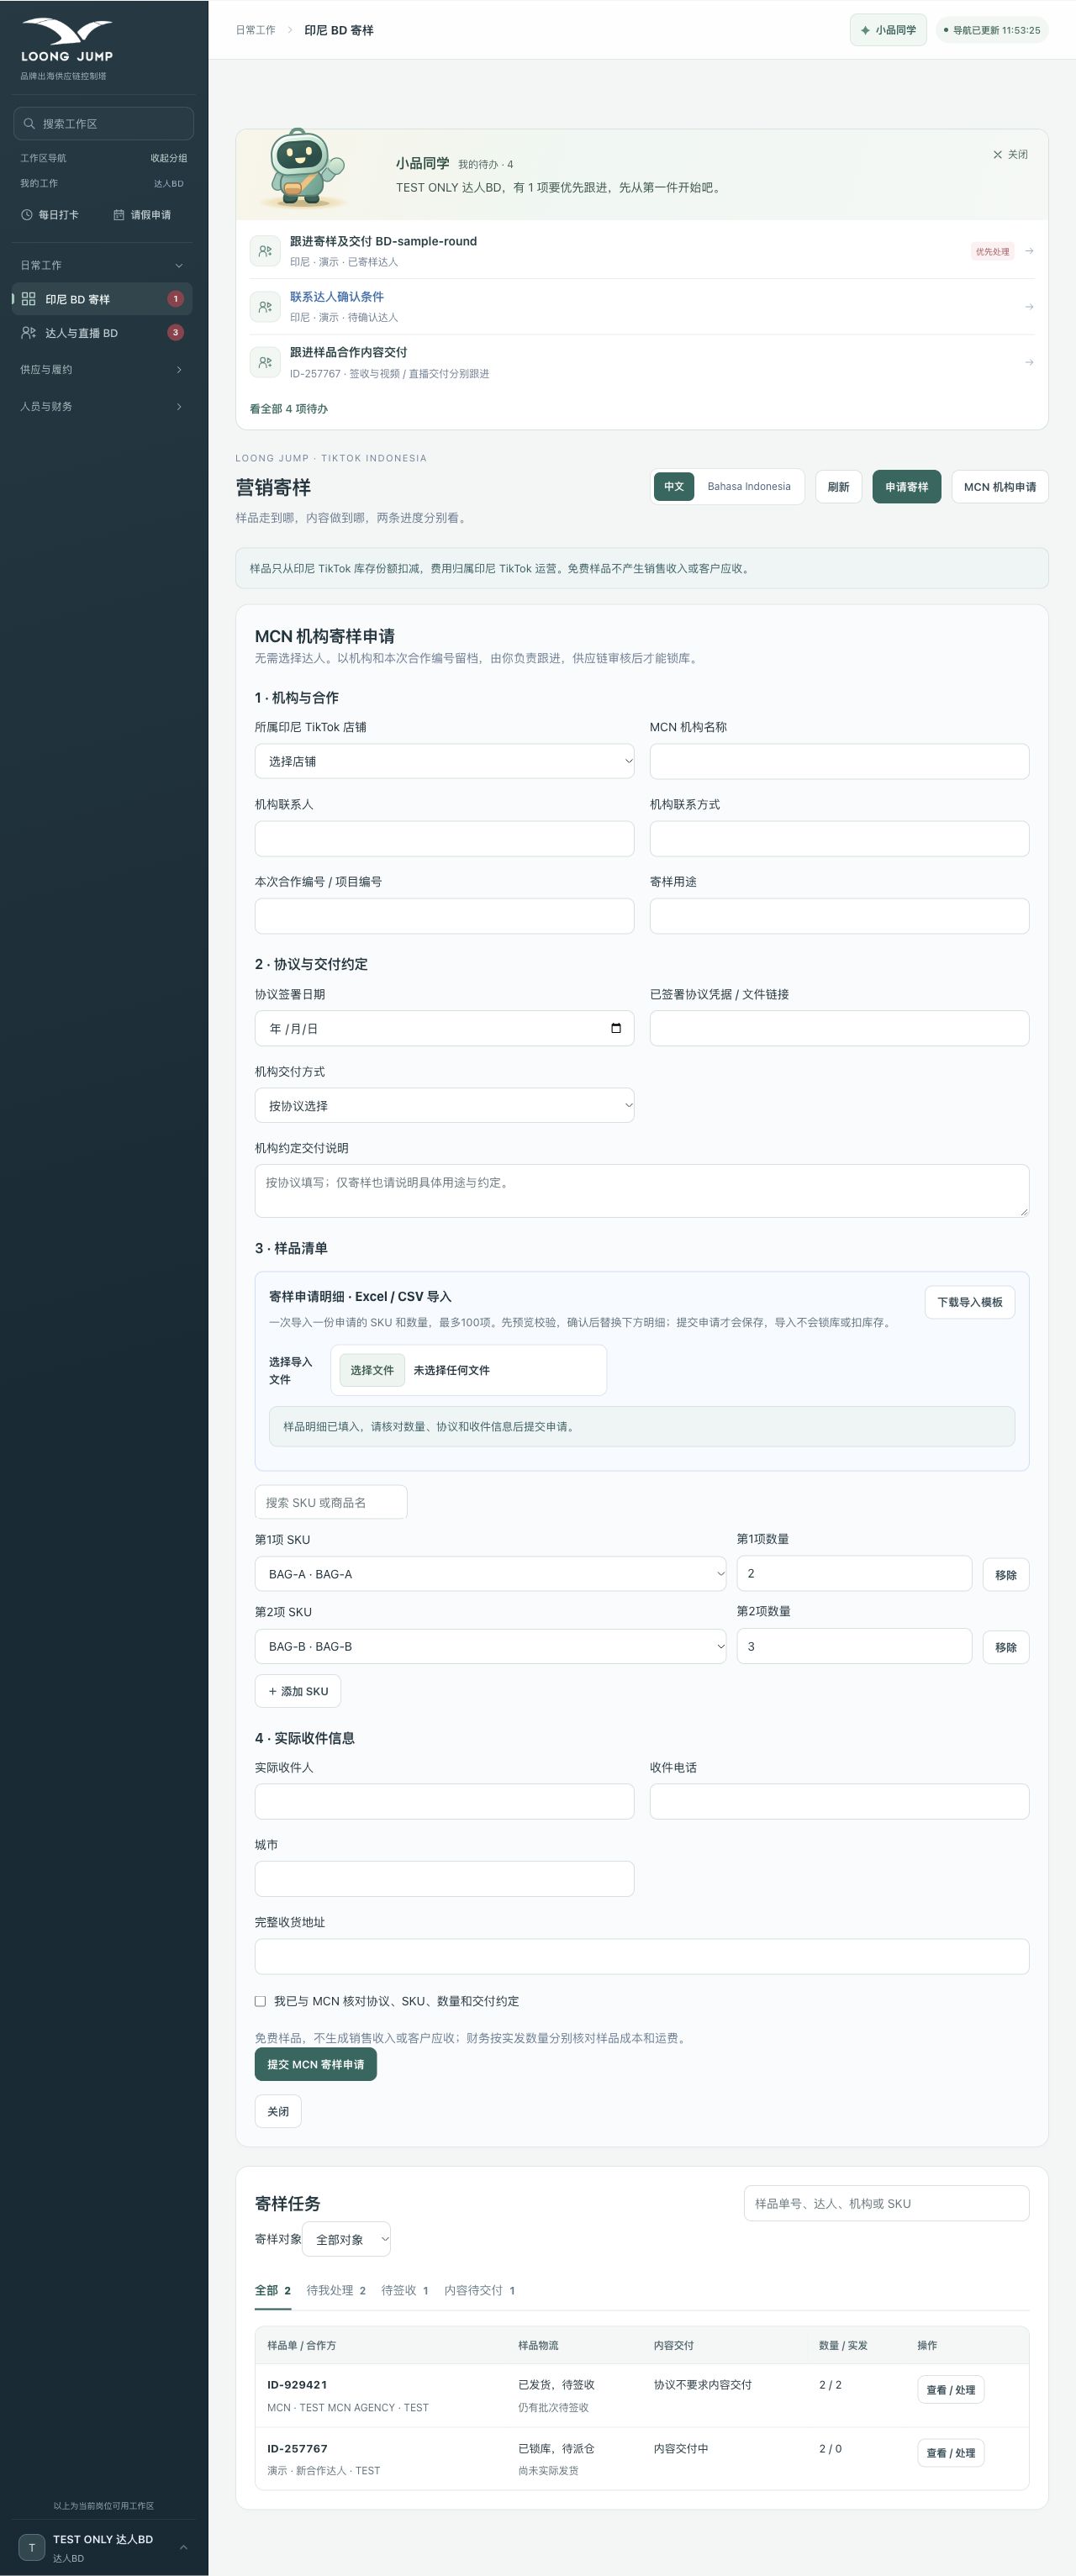 LOONG JUMP
品牌出海供应链控制塔
搜索工作区
工作区导航 收起分组
我的工作 达人BD
每日打卡 请假申请
日常工作
印尼 BD 寄样 1
达人与直播 BD 3
供应与履约
人员与财务
以上为当前岗位可用工作区
T
TEST ONLY 达人BD
达人BD
日常工作 印尼 BD 寄样
小品同学
导航已更新 11:53:25
小品同学 我的待办 · 4
关闭
TEST ONLY 达人BD，有 1 项要优先跟进，先从第一件开始吧。
跟进寄样及交付 BD-sample-round
印尼 · 演示 · 已寄样达人
优先处理
联系达人确认条件
印尼 · 演示 · 待确认达人
跟进样品合作内容交付
ID-257767 · 签收与视频 / 直播交付分别跟进
看全部 4 项待办
LOONG JUMP · TIKTOK INDONESIA
营销寄样
样品走到哪，内容做到哪，两条进度分别看。
中文 Bahasa Indonesia 刷新 申请寄样 MCN 机构申请
样品只从印尼 TikTok 库存份额扣减，费用归属印尼 TikTok 运营。免费样品不产生销售收入或客户应收。
MCN 机构寄样申请
无需选择达人。以机构和本次合作编号留档，由你负责跟进，供应链审核后才能锁库。
1 · 机构与合作
所属印尼 TikTok 店铺 MCN 机构名称
选择店铺
机构联系人 机构联系方式
本次合作编号 / 项目编号 寄样用途
2 · 协议与交付约定
协议签署日期 已签署协议凭据 / 文件链接
年 /月/日
机构交付方式
按协议选择
机构约定交付说明
按协议填写；仅寄样也请说明具体用途与约定。
3 · 样品清单
寄样申请明细 · Excel / CSV 导入
下载导入模板
一次导入一份申请的 SKU 和数量，最多100项。先预览校验，确认后替换下方明细；提交申请才会保存，导入不会锁库或扣库存。
选择导入
文件
选择文件 未选择任何文件
样品明细已填入，请核对数量、协议和收件信息后提交申请。
搜索 SKU 或商品名
第1项 SKU 第1项数量
BAG-A · BAG-A 2 移除
第2项 SKU 第2项数量
BAG-B · BAG-B 3 移除
＋ 添加 SKU
4 · 实际收件信息
实际收件人 收件电话
城市
完整收货地址
我已与 MCN 核对协议、SKU、数量和交付约定
免费样品，不生成销售收入或客户应收；财务按实发数量分别核对样品成本和运费。
提交 MCN 寄样申请
关闭
寄样任务
样品单号、达人、机构或 SKU
寄样对象 全部对象
全部 2 待我处理 2 待签收 1 内容待交付 1
样品单 / 合作方 样品物流 内容交付 数量 / 实发 操作
ID-929421 已发货，待签收 协议不要求内容交付 2 / 2 查看 / 处理
MCN · TEST MCN AGENCY · TEST 仍有批次待签收
ID-257767 已锁库，待派仓 内容交付中 2 / 0 查看 / 处理
演示 · 新合作达人 · TEST 尚未实际发货